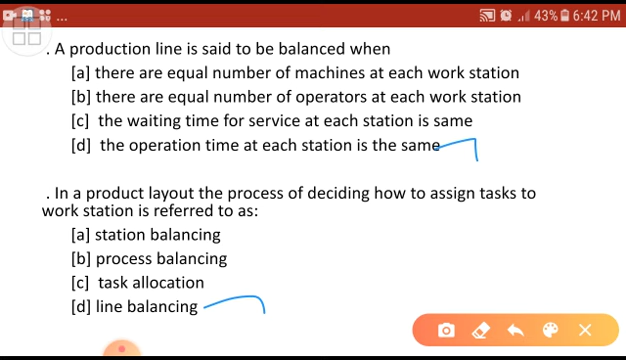 ... 43% 6:42 PM
. A production line is said to be balanced when
[a] there are equal number of machines at each work station
[b] there are equal number of operators at each work station
[c] the waiting time for service at each station is same
[d] the operation time at each station is the same
. In a product layout the process of deciding how to assign tasks to
work station is referred to as:
[a] station balancing
[b] process balancing
[c] task allocation
[d] line balancing